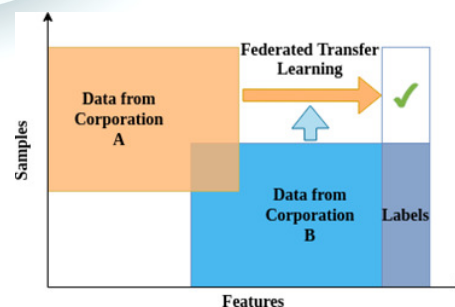 Federated Transfer
Learning
Data from
Corporation
A
Samples
Data from
Corporation
B
Labels
Features